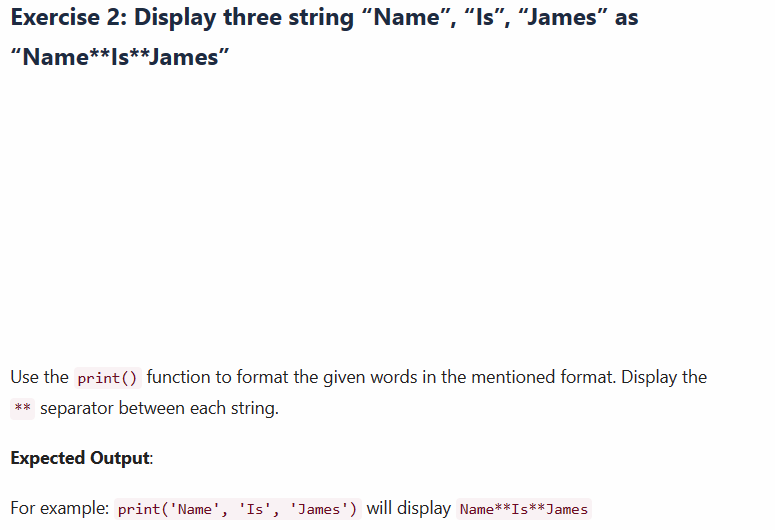 Exercise 2: Display three string “Name”, “Is”, “James” as
“Name**Is**James”
Use the print() function to format the given words in the mentioned format. Display the
** separator between each string.
Expected Output:
For example: print('Name', 'Is', 'James') will display Name**Is**James